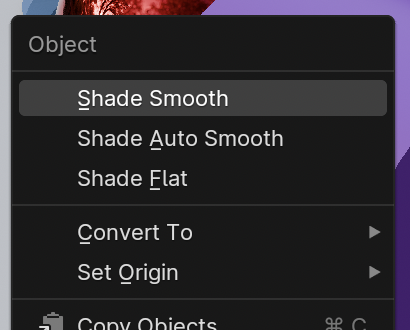 Object
Shade Smooth
Shade Auto Smooth
Shade Flat
Convert To
Set Origin
Copy Objects ⌘ C